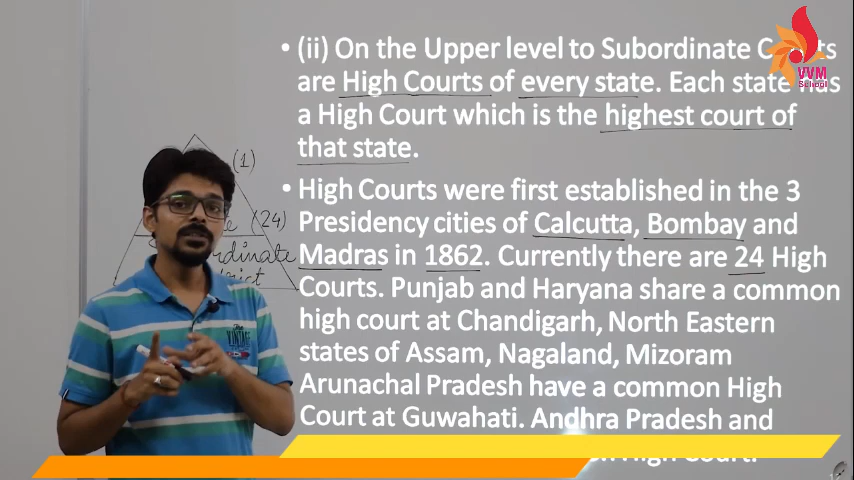 • (ii) On the Upper level to Subordinate
are High Courts of every state. Each state has
a High Court which is the highest court of
that state.
• High Courts were first established in the 3
Presidency cities of Calcutta, Bombay and
Madras in 1862. Currently there are 24 High
Courts. Punjab and Haryana share a common
high court at Chandigarh, North Eastern
states of Assam, Nagaland, Mizoram
Arunachal Pradesh have a common High
Court at Guwahati. Andhra Pradesh and
High Court.
VVM
School
(1)
(24)
The
VINTAGE